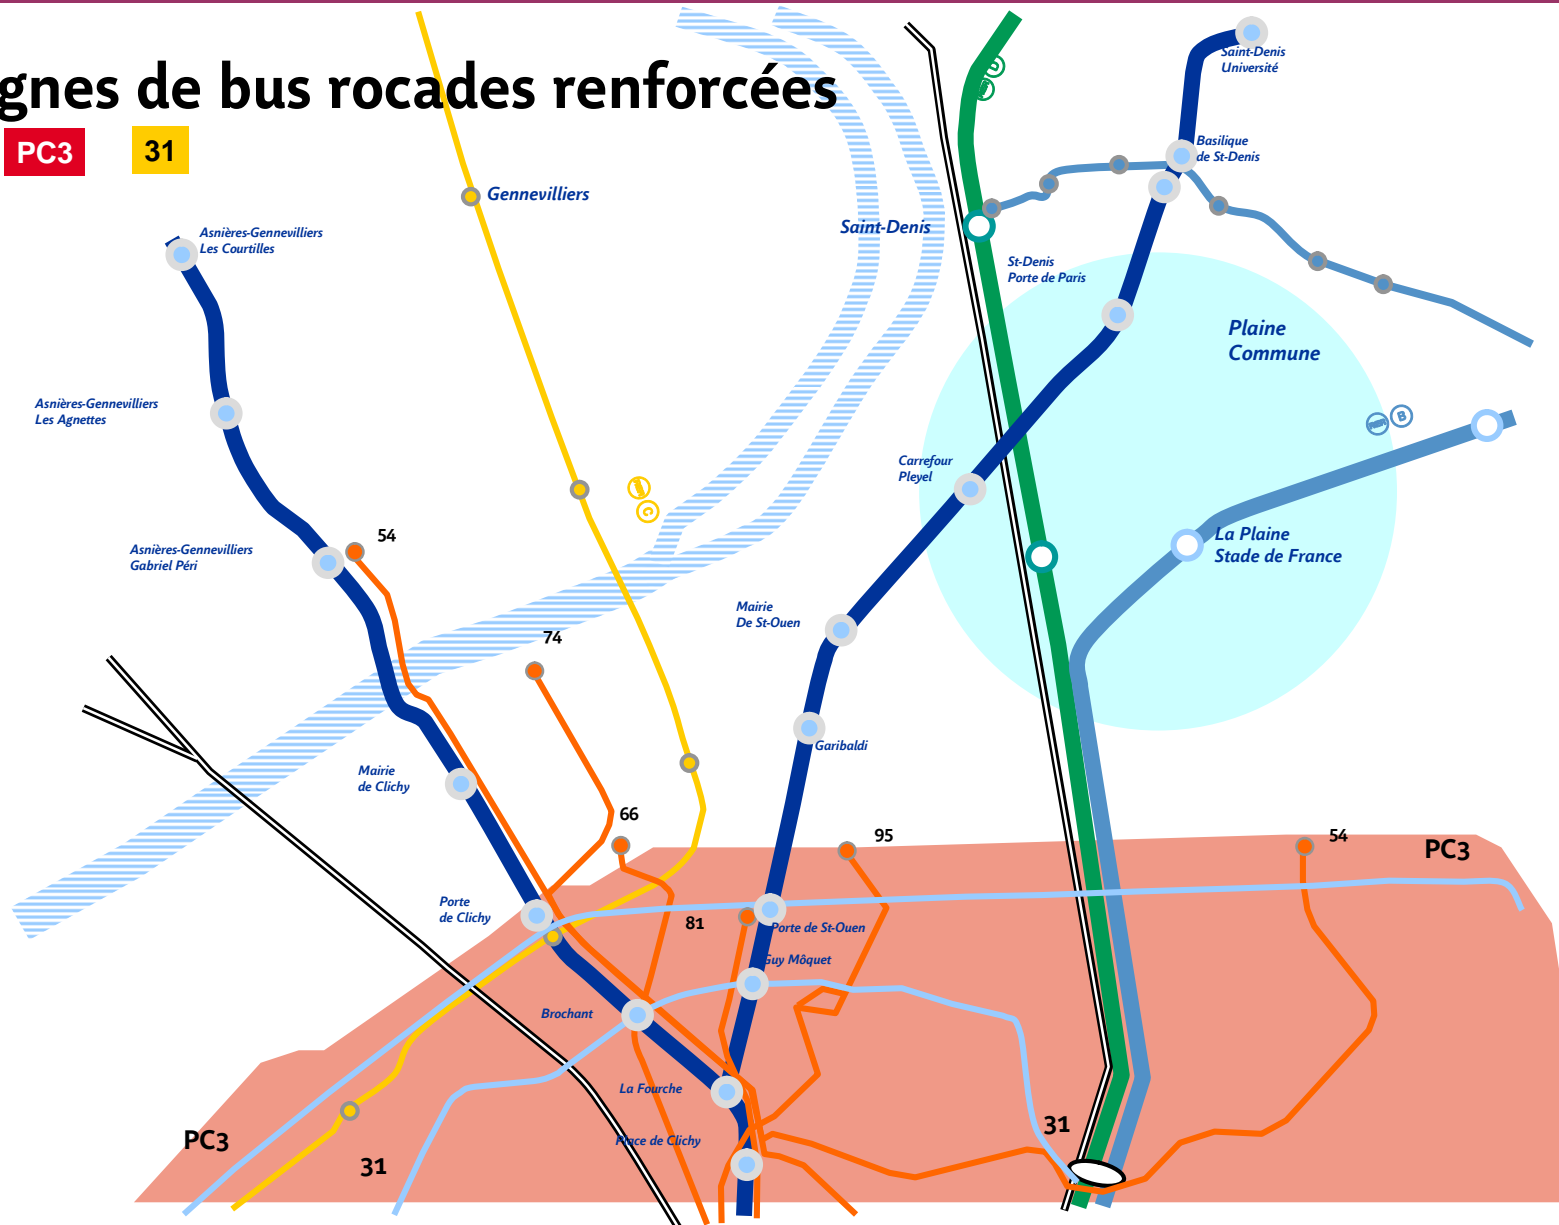 gnes de bus rocades renforcées
PC3
31
Saint-Denis
Université
D
Basilique
de St-Denis
Gennevilliers
Saint-Denis
Asnières-Gennevilliers
Les Courtilles
St-Denis
Porte de Paris
Plaine
Commune
Asnières-Gennevilliers
Les Agnettes
RER
B
Carrefour
Pleyel
C
54
Asnières-Gennevilliers
Gabriel Péri
La Plaine
Stade de France
Mairie
De St-Ouen
74
Garibaldi
Mairie
de Clichy
66
95
54
PC3
Porte
de Clichy
81
Porte de St-Ouen
Guy Môquet
Brochant
La Fourche
31
PC3
Place de Clichy
31